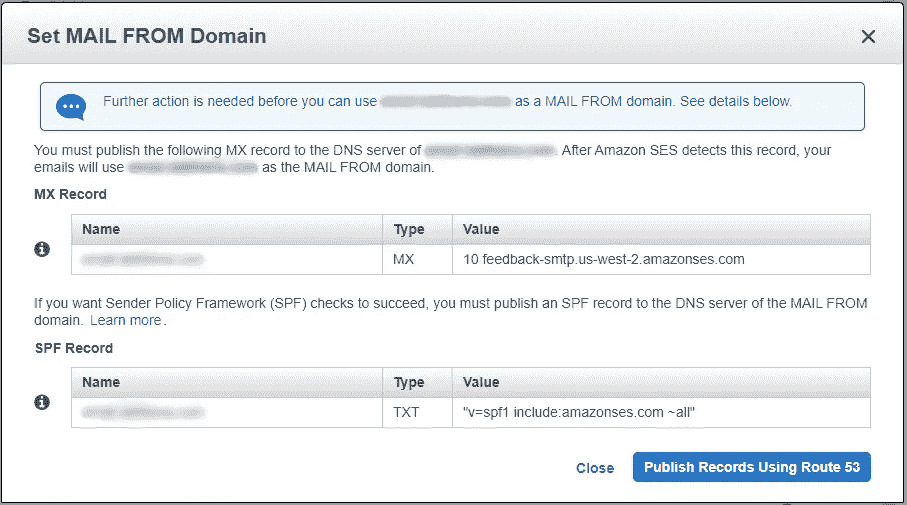 Set MAIL FROM Domain
Further action is needed before you can use as a MAIL FROM domain. See details below.
You must publish the following MX record to the DNS server of . After Amazon SES detects this record, your
emails will use as the MAIL FROM domain.
MX Record
Name Type Value
MX 10 feedback-smtp.us-west-2.amazonses.com
If you want Sender Policy Framework (SPF) checks to succeed, you must publish an SPF record to the DNS server of the MAIL FROM
domain. Learn more.
SPF Record
Name Type Value
TXT "v=spf1 include:amazonses.com ~all"
Close Publish Records Using Route 53